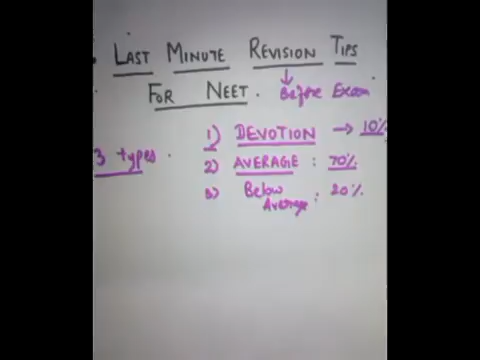 LAST MINUTE REVISION TIPS
FOR NEET.
Before Exam
1) DEVOTION → 10%
3 types.
2) AVERAGE : 70%
3) Below Average : 20%